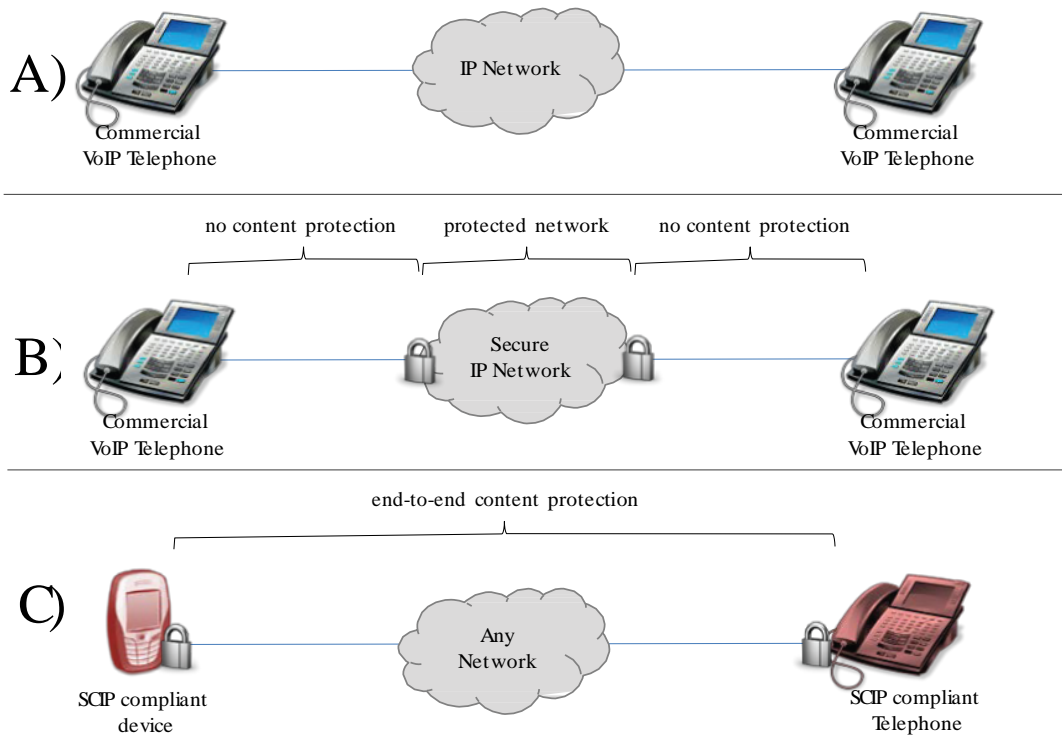 A)
IP Network
Commercial
VoIP Telephone
Commercial
VoIP Telephone
no content protection
protected network
no content protection
B)
Secure
IP Network
Commercial
VoIP Telephone
Commercial
VoIP Telephone
end-to-end content protection
C)
Any
Network
SCIP compliant
device
SCIP compliant
Telephone